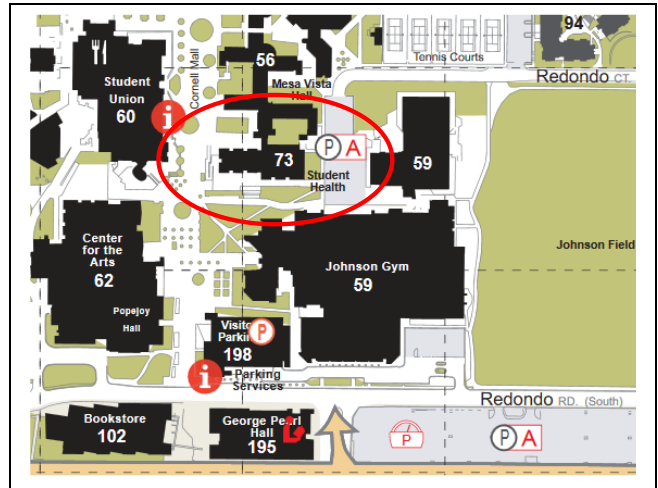 94
Tennis Courts
Redondo CT.
56
Mesa Vista
Hall
Cornell Mall
Student
Union
60
i
P A
73
Student
Health
59
Johnson Field
Center
for the
Arts
62
Popejoy
Hall
Johnson Gym
59
Visitor
Parking
P
198
i
Parking
Services
Redondo RD. (South)
Bookstore
102
George Pearl
Hall
195
P
P A